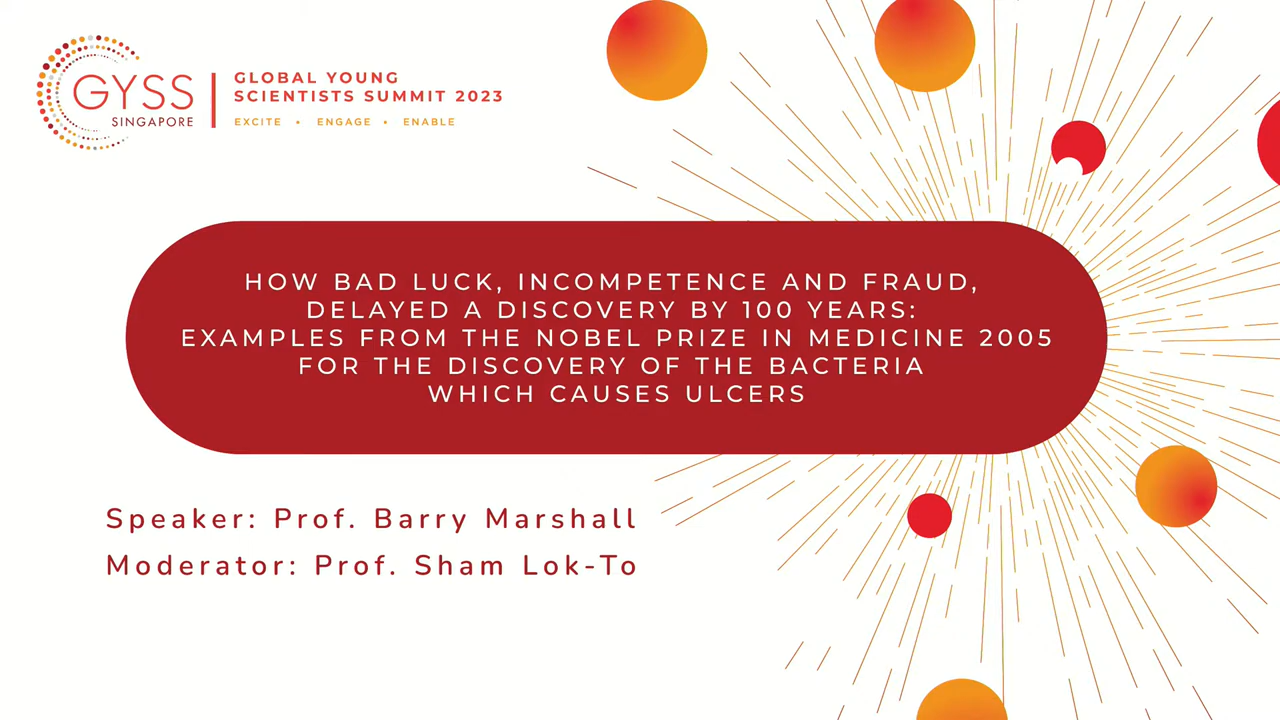 GYSS
SINGAPORE
GLOBAL YOUNG
SCIENTISTS SUMMIT 2023
EXCITE • ENGAGE • ENABLE
HOW BAD LUCK, INCOMPETENCE AND FRAUD,
DELAYED A DISCOVERY BY 100 YEARS:
EXAMPLES FROM THE NOBEL PRIZE IN MEDICINE 2005
FOR THE DISCOVERY OF THE BACTERIA
WHICH CAUSES ULCERS
Speaker: Prof. Barry Marshall
Moderator: Prof. Sham Lok-To